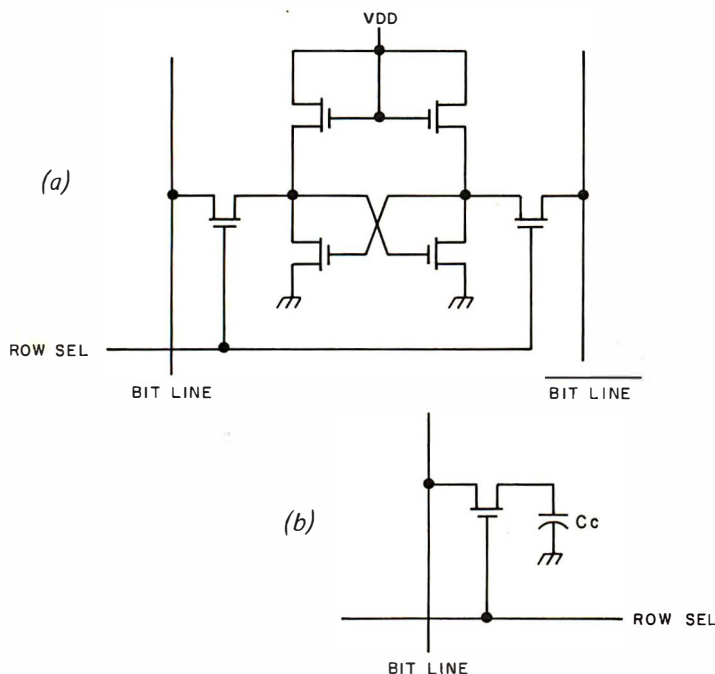 VDD
(a)
ROW SEL
BIT LINE
BIT LINE
(b)
Cc
ROW SEL
BIT LINE